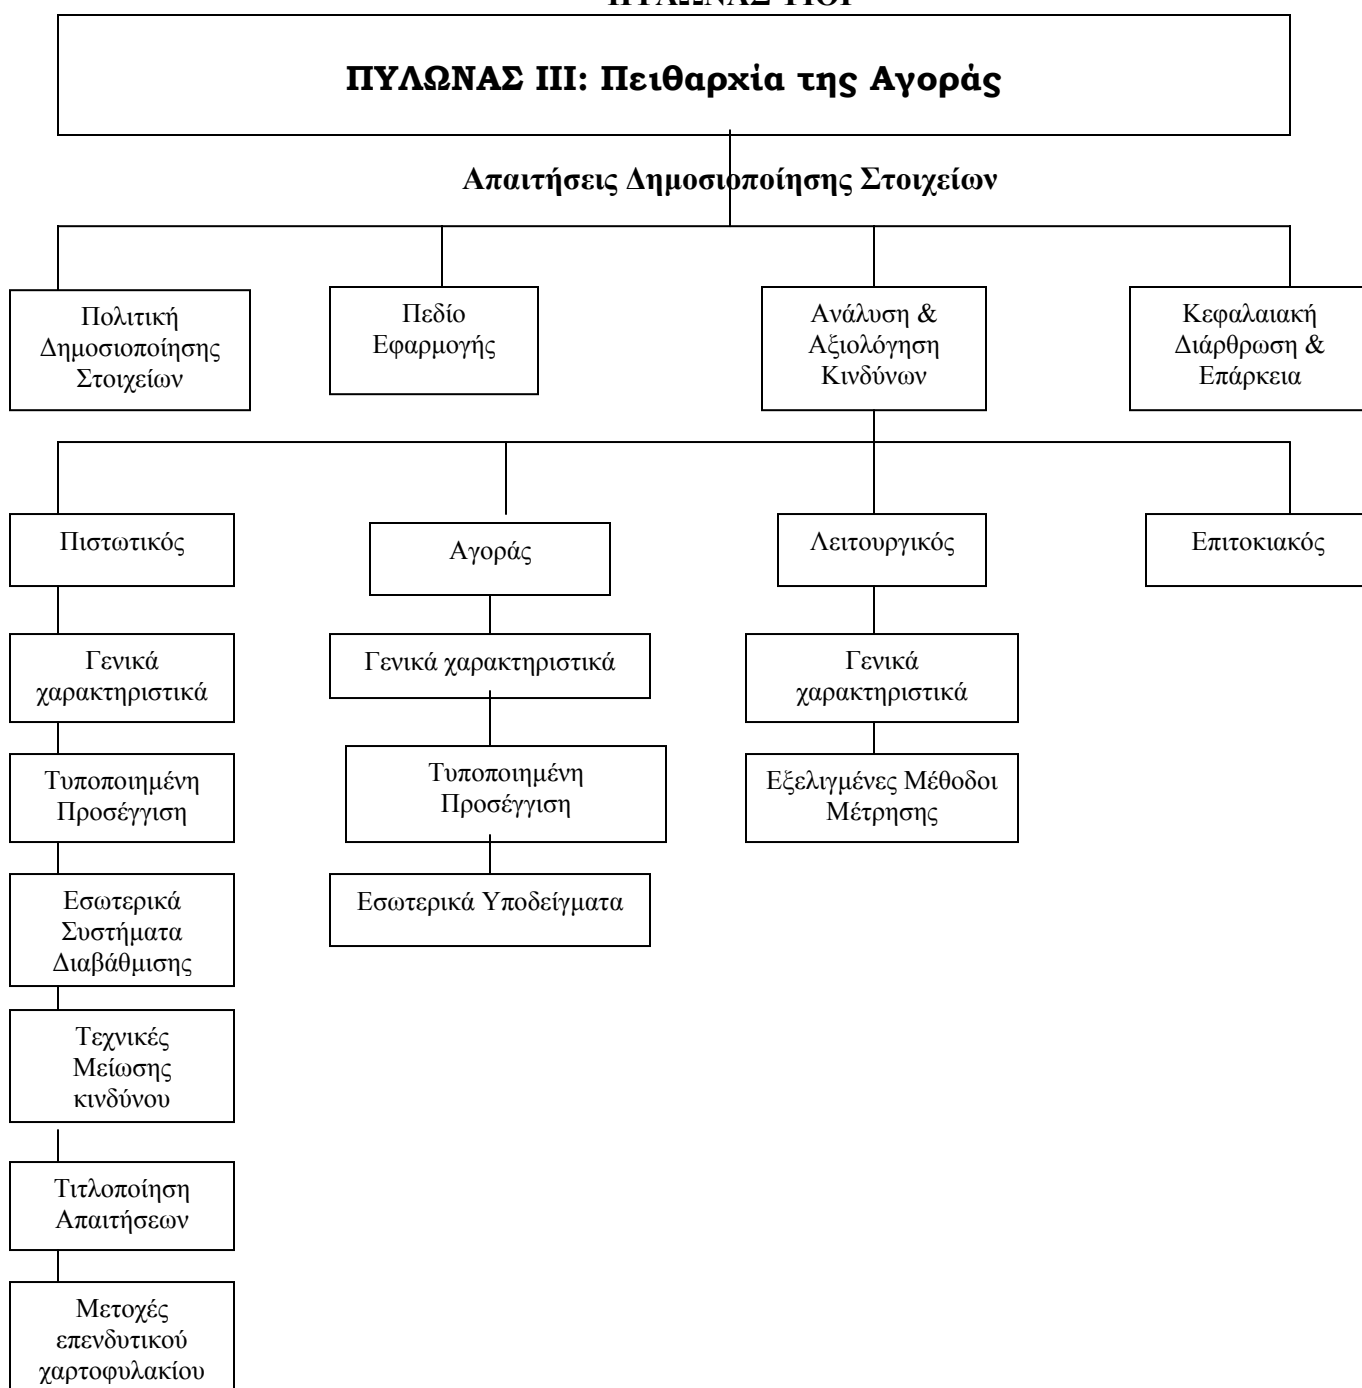 ΠΥΛΩΝΑΣ III: Πειθαρχία της Αγοράς
Απαιτήσεις Δημοσιοποίησης Στοιχείων
Πολιτική
Δημοσιοποίησης
Στοιχείων
Πεδίο
Εφαρμογής
Ανάλυση &
Αξιολόγηση
Κινδύνων
Κεφαλαιακή
Διάρθρωση &
Επάρκεια
Πιστωτικός
Αγοράς
Λειτουργικός
Επιτοκιακός
Γενικά
χαρακτηριστικά
Γενικά χαρακτηριστικά
Γενικά
χαρακτηριστικά
Τυποποιημένη
Προσέγγιση
Τυποποιημένη
Προσέγγιση
Εξελιγμένες Μέθοδοι
Μέτρησης
Εσωτερικά
Συστήματα
Διαβάθμισης
Εσωτερικά Υποδείγματα
Τεχνικές
Μείωσης
κινδύνου
Τιτλοποίηση
Απαιτήσεων
Μετοχές
επενδυτικού
χαρτοφυλακίου